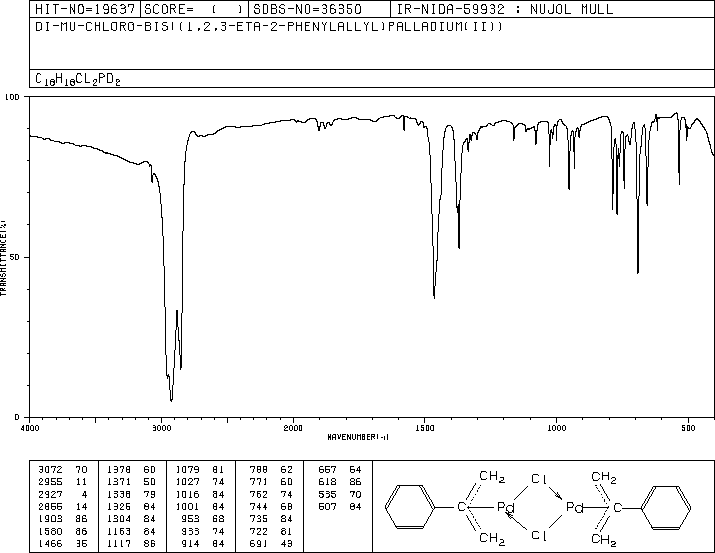 HIT-NO=19637 SCORE= ( ) SDBS-NO=36350 IR-NIDA-59932 : NUJOL MULL
DI-MU-CHLORO-BIS((1,2,3-ETA-2-PHENYLALLYL)PALLADIUM(II))
C18H18CL2PD2
100
50
0
TRANSMITTANCE(%)
4000 3000 2000 1500 1000 500
WAVENUMBER(-1)
3072 70 1378 60 1079 81 788 62 667 64
2955 11 1371 50 1027 74 771 60 618 86
2927 4 1338 79 1016 84 762 74 535 70
2855 14 1325 84 1001 84 744 68 507 84
1903 86 1304 84 953 68 735 84
1580 86 1163 84 933 74 722 81
1466 35 1117 86 914 84 691 43
CH2 Cl CH2
C Pd Pd C
CH2 Cl CH2